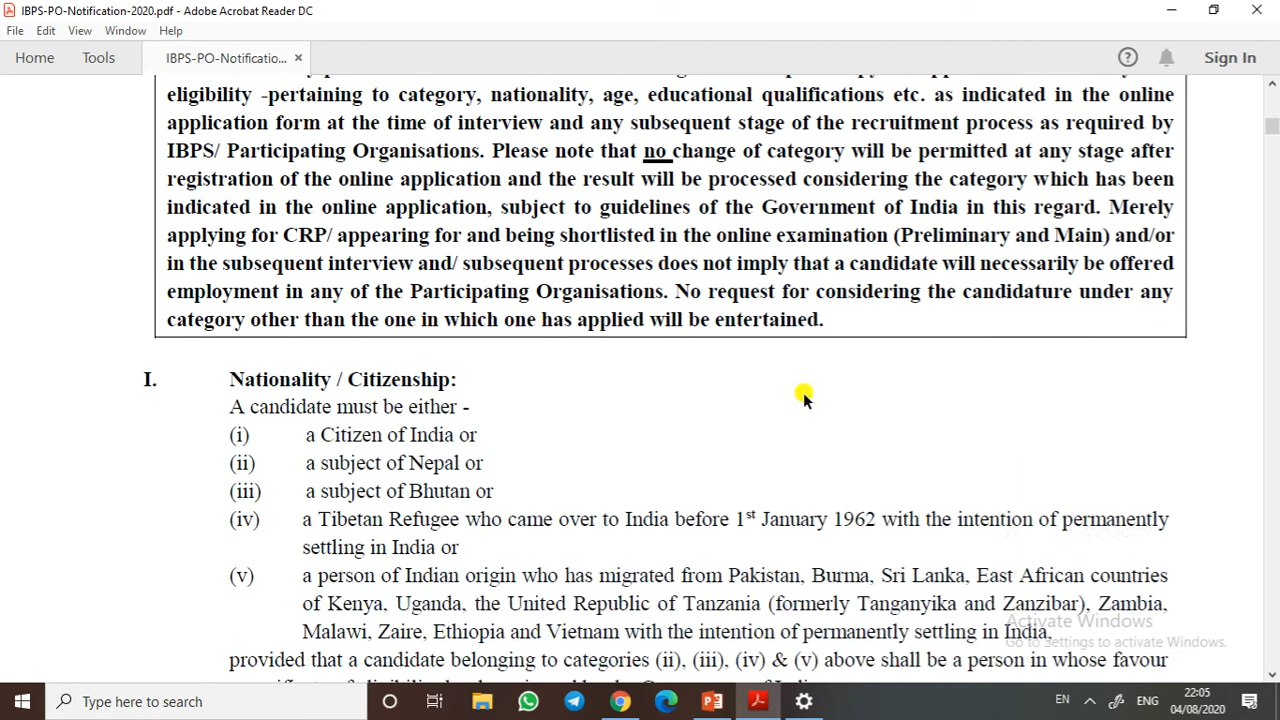 IBPS-PO-Notification-2020.pdf - Adobe Acrobat Reader DC
File Edit View Window Help
Home Tools IBPS-PO-Notificatio... × Sign In
eligibility -pertaining to category, nationality, age, educational qualifications etc. as indicated in the online
application form at the time of interview and any subsequent stage of the recruitment process as required by
IBPS/ Participating Organisations. Please note that no change of category will be permitted at any stage after
registration of the online application and the result will be processed considering the category which has been
indicated in the online application, subject to guidelines of the Government of India in this regard. Merely
applying for CRP/ appearing for and being shortlisted in the online examination (Preliminary and Main) and/or
in the subsequent interview and/ subsequent processes does not imply that a candidate will necessarily be offered
employment in any of the Participating Organisations. No request for considering the candidature under any
category other than the one in which one has applied will be entertained.
I. Nationality / Citizenship:
A candidate must be either -
(i) a Citizen of India or
(ii) a subject of Nepal or
(iii) a subject of Bhutan or
(iv) a Tibetan Refugee who came over to India before 1st January 1962 with the intention of permanently
settling in India or
(v) a person of Indian origin who has migrated from Pakistan, Burma, Sri Lanka, East African countries
of Kenya, Uganda, the United Republic of Tanzania (formerly Tanganyika and Zanzibar), Zambia,
Malawi, Zaire, Ethiopia and Vietnam with the intention of permanently settling in India,
provided that a candidate belonging to categories (ii), (iii), (iv) & (v) above shall be a person in whose favour
Activate Windows
Go to Settings to activate Windows.
Type here to search
EN ENG 22:05
04/08/2020